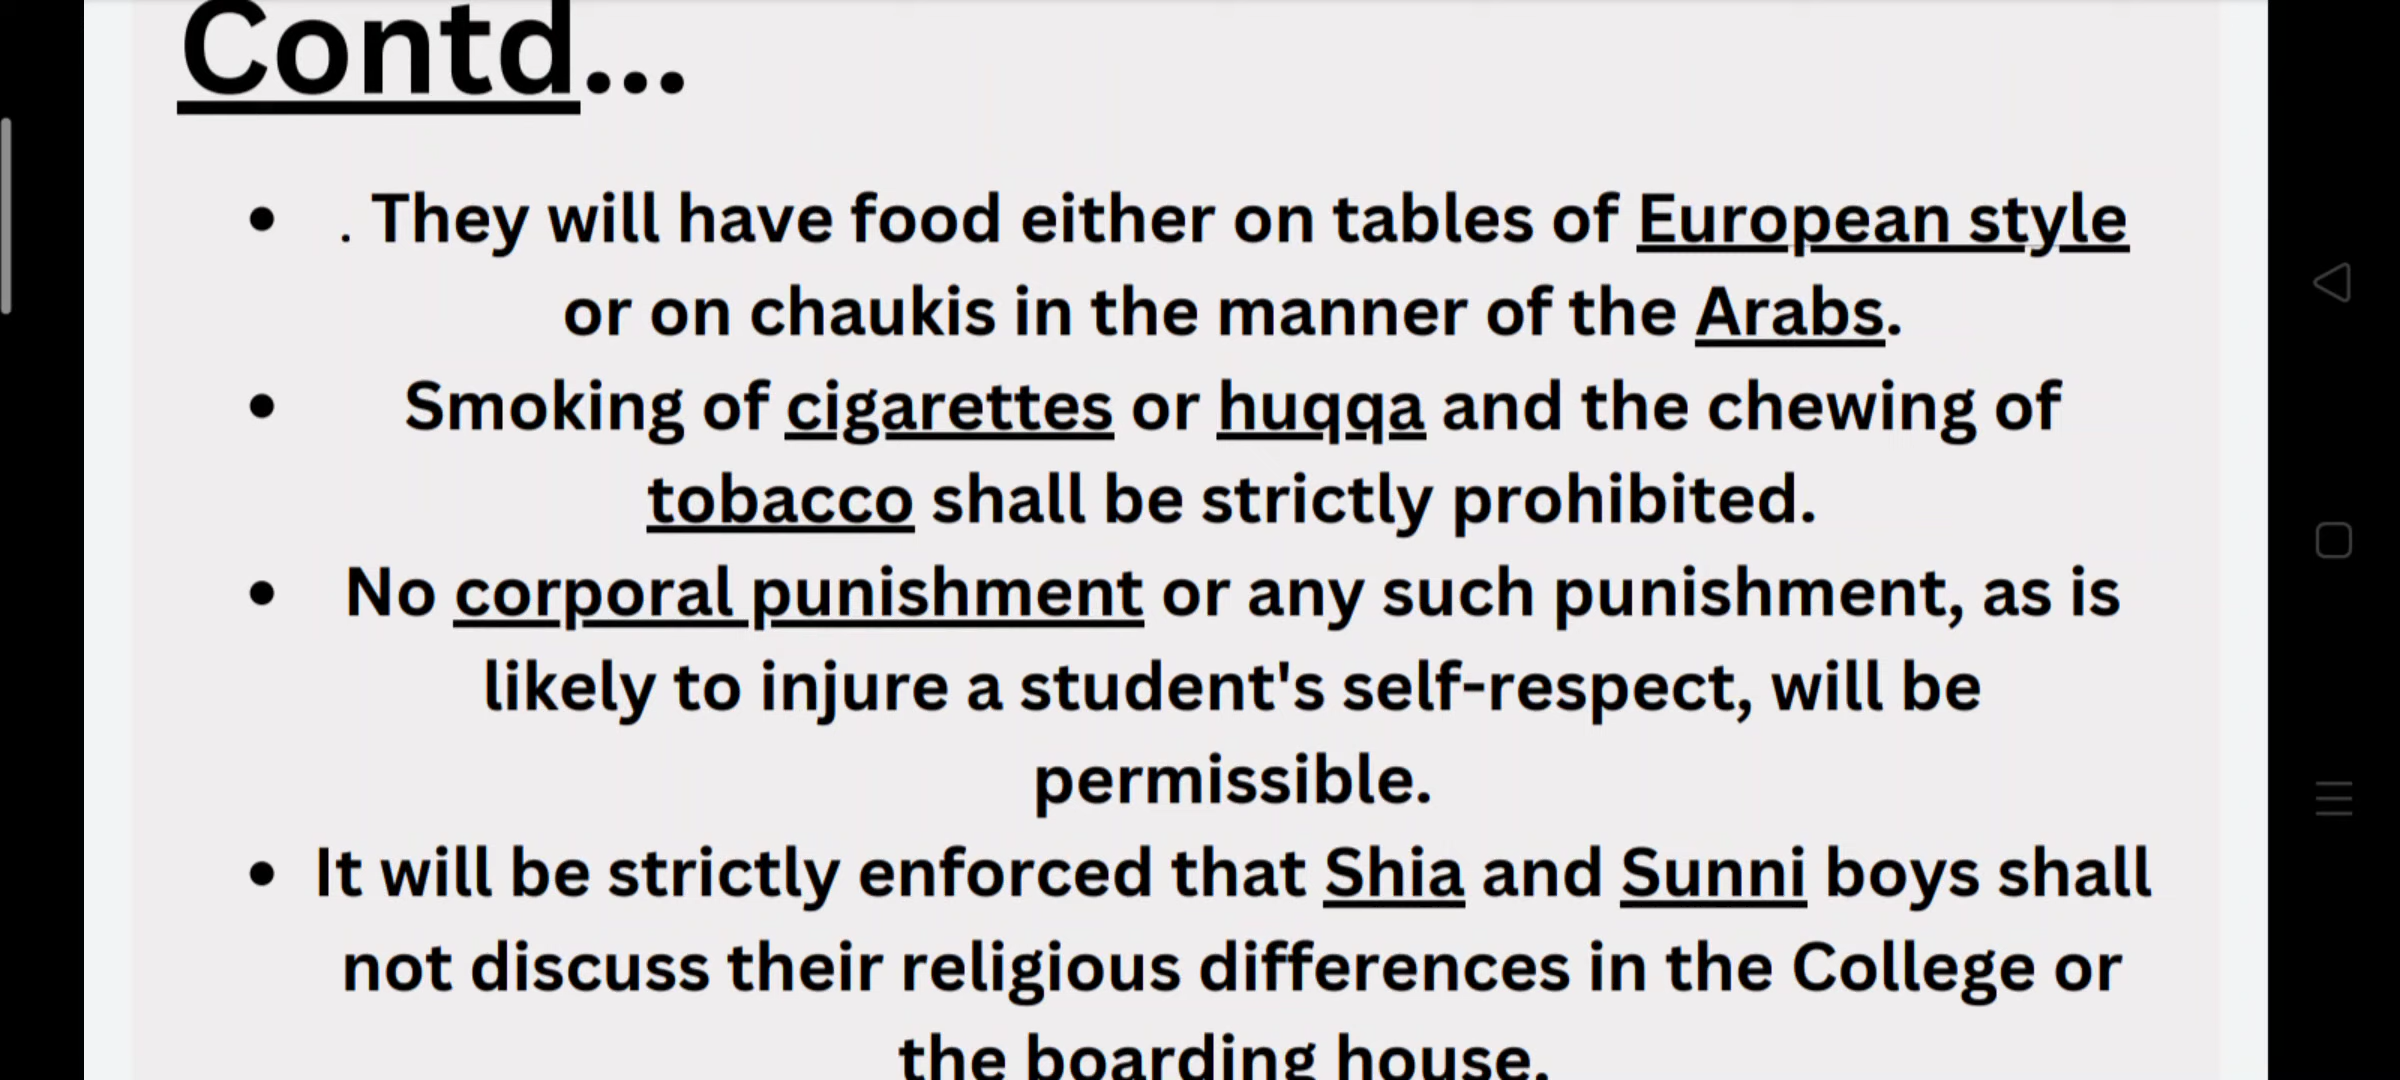 Contd...
• . They will have food either on tables of European style
or on chaukis in the manner of the Arabs.
• Smoking of cigarettes or huqqa and the chewing of
tobacco shall be strictly prohibited.
• No corporal punishment or any such punishment, as is
likely to injure a student's self-respect, will be
permissible.
• It will be strictly enforced that Shia and Sunni boys shall
not discuss their religious differences in the College or
the boarding house.